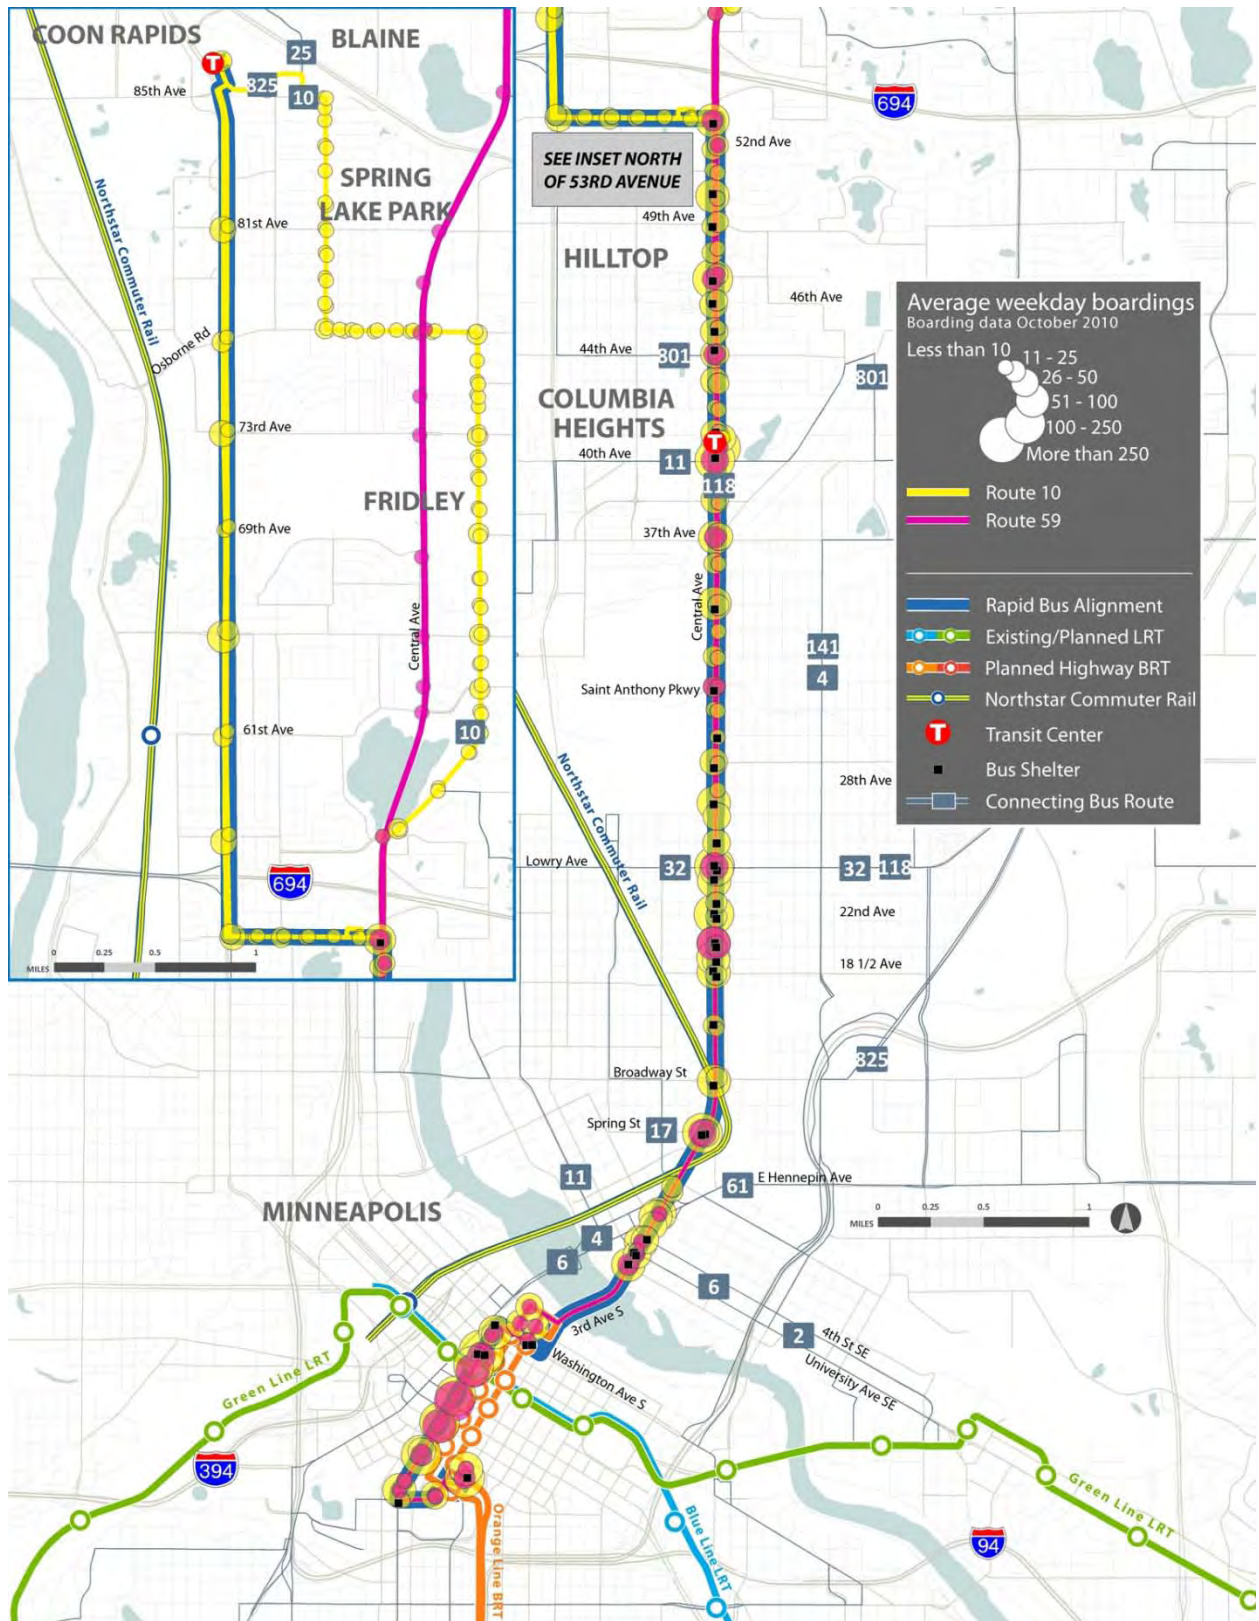 COON RAPIDS
BLAINE
25
T
825
85th Ave
10
694
52nd Ave
SEE INSET NORTH
OF 53RD AVENUE
Northstar Commuter Rail
SPRING
LAKE PARK
81st Ave
49th Ave
HILLTOP
46th Ave
Osborne Rd
44th Ave
801
801
73rd Ave
COLUMBIA
HEIGHTS
T
40th Ave
11
118
FRIDLEY
69th Ave
37th Ave
Central Ave
Central Ave
141
4
Saint Anthony Pkwy
61st Ave
10
Northstar Commuter Rail
28th Ave
694
Lowry Ave
32
32
118
22nd Ave
0
0.25
0.5
1
MILES
18 1/2 Ave
Average weekday boardings
Boarding data October 2010
Less than 10
11 - 25
26 - 50
51 - 100
100 - 250
More than 250
Route 10
Route 59
Rapid Bus Alignment
Existing/Planned LRT
Planned Highway BRT
Northstar Commuter Rail
T
Transit Center
Bus Shelter
Connecting Bus Route
825
Broadway St
Spring St
17
11
61
E Hennepin Ave
MINNEAPOLIS
0
0.25
0.5
1
MILES
4
6
6
3rd Ave S
2
4th St SE
University Ave SE
Washington Ave S
Green Line LRT
394
Orange Line BRT
Blue Line LRT
Green Line LRT
94